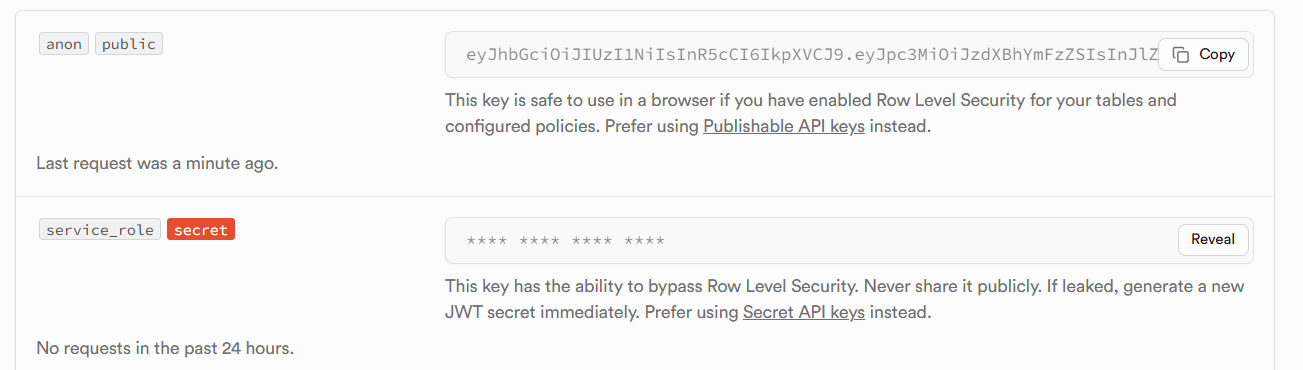 anon public
eyJhbGciOiJIUzI1NiIsInR5cCI6IkpXVCJ9.eyJpc3MiOiJzdXBhYmFzZSIsInJlZ
Copy
This key is safe to use in a browser if you have enabled Row Level Security for your tables and
configured policies. Prefer using Publishable API keys instead.
Last request was a minute ago.
service_role secret
**** **** **** ****
Reveal
This key has the ability to bypass Row Level Security. Never share it publicly. If leaked, generate a new
JWT secret immediately. Prefer using Secret API keys instead.
No requests in the past 24 hours.